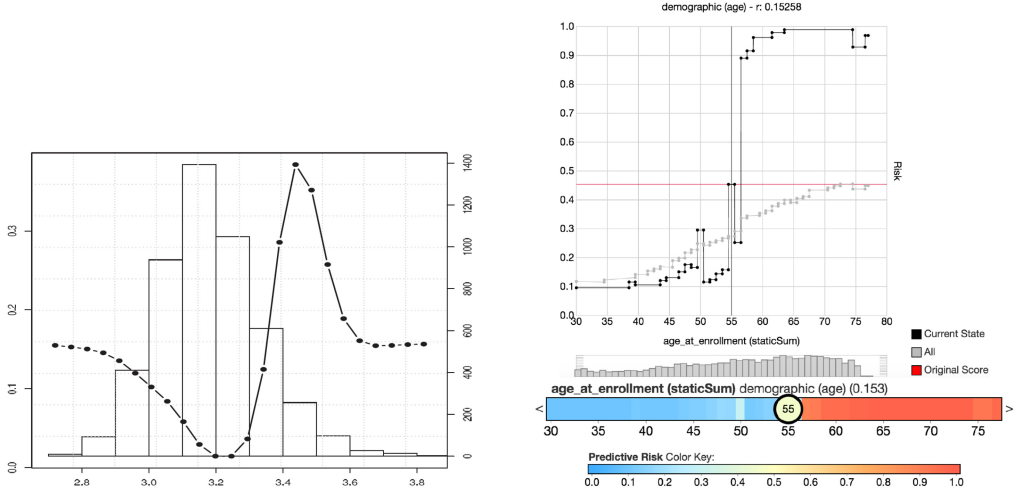 demographic (age) - r: 0.15258
1.0
0.9
0.8
0.7
0.6
0.5
0.4
0.3
0.2
0.1
0.0
Risk
30 35 40 45 50 55 60 65 70 75 80
age_at_enrollment (staticSum)
Current State
All
Original Score
age_at_enrollment (staticSum) demographic (age) (0.153)
< 55 >
30 35 40 45 50 55 60 65 70 75
Predictive Risk Color Key:
0.0 0.1 0.2 0.3 0.4 0.5 0.6 0.7 0.8 0.9 1.0
0.3
0.2
0.1
0.0
1400
1200
1000
800
600
400
200
0
2.8 3.0 3.2 3.4 3.6 3.8